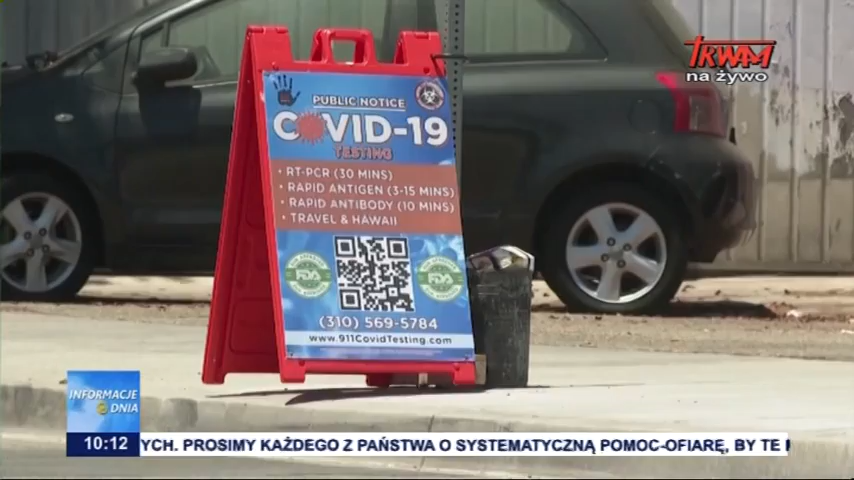 TRWAM
na żywo
PUBLIC NOTICE
COVID-19
TESTING
• RT-PCR (30 MINS)
• RAPID ANTIGEN (3-15 MINS)
• RAPID ANTIBODY (10 MINS)
• TRAVEL & HAWAII
FDA
FDA
(310) 569-5784
www.911CovidTesting.com
INFORMACJE
DNIA
10:12 YCH. PROSIMY KAŻDEGO Z PAŃSTWA O SYSTEMATYCZNĄ POMOC-OFIARĘ, BY TE